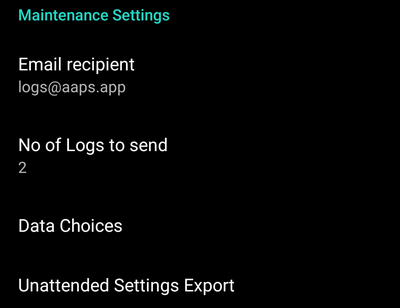 Maintenance Settings
Email recipient
logs@aaps.app
No of Logs to send
2
Data Choices
Unattended Settings Export